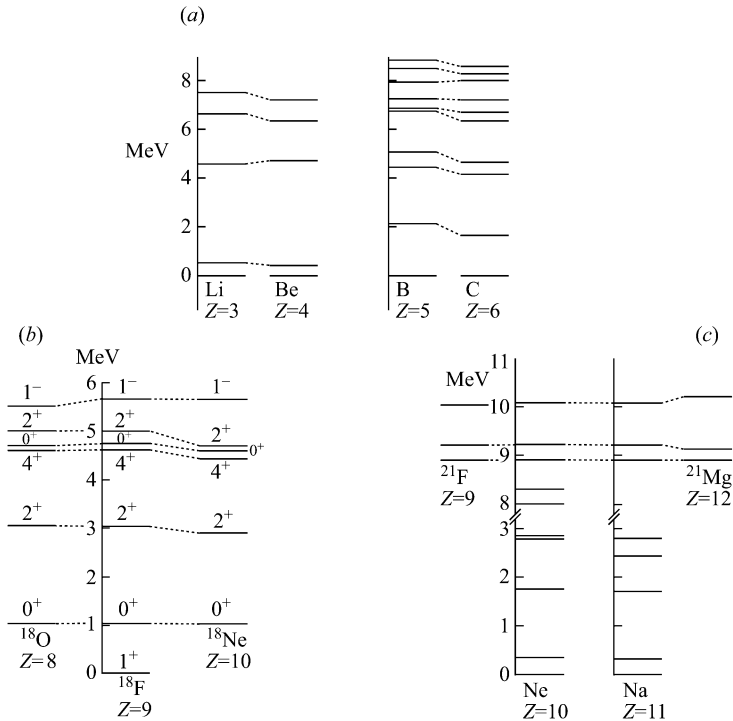 (a)
MeV
8
6
4
2
0
Li
Z=3
Be
Z=4
B
Z=5
C
Z=6
(b)
MeV
6
5
4
3
2
1
0
1⁻
2⁺
0⁺
4⁺
2⁺
0⁺
¹⁸O
Z=8
1⁻
2⁺
0⁺
4⁺
2⁺
0⁺
1⁺
¹⁸F
Z=9
1⁻
2⁺
0⁺
4⁺
2⁺
0⁺
¹⁸Ne
Z=10
(c)
MeV
11
10
9
8
3
2
1
0
²¹F
Z=9
Ne
Z=10
Na
Z=11
²¹Mg
Z=12